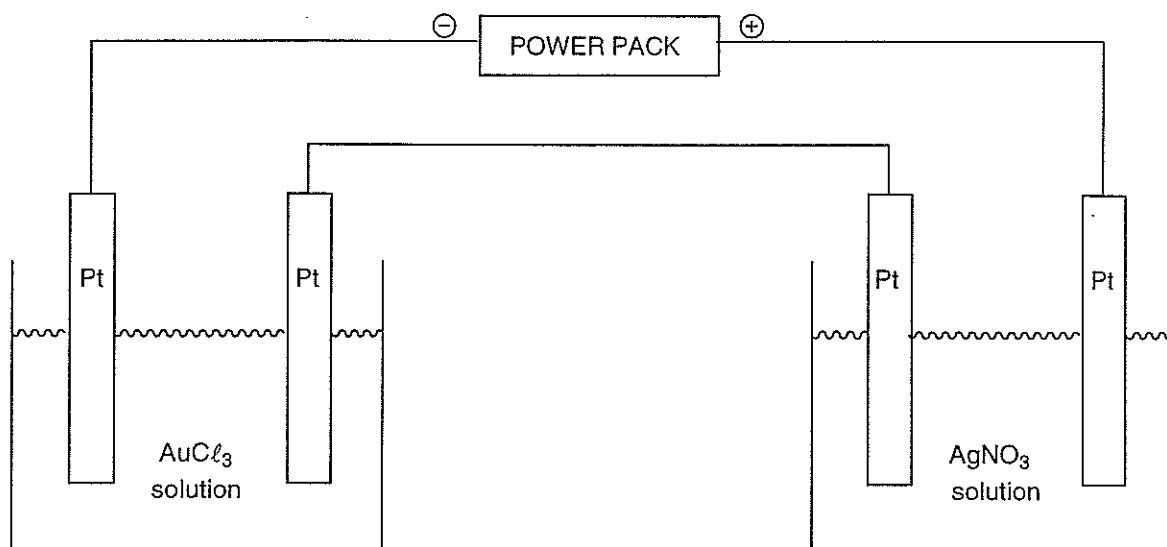 ⊖ POWER PACK ⊕
Pt Pt Pt Pt
AuCℓ₃
solution
AgNO₃
solution